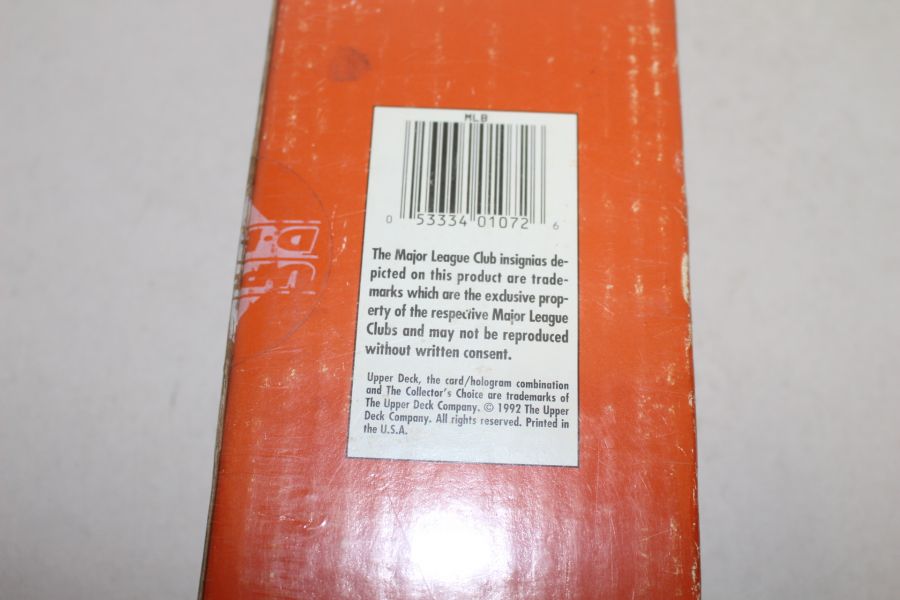 MLB
0 53334 01072 6
The Major League Club insignias de-
picted on this product are trade-
marks which are the exclusive prop-
erty of the respective Major League
Clubs and may not be reproduced
without written consent.
Upper Deck, the card/hologram combination
and The Collector's Choice are trademarks of
The Upper Deck Company. © 1992 The Upper
Deck Company. All rights reserved. Printed in
the U.S.A.